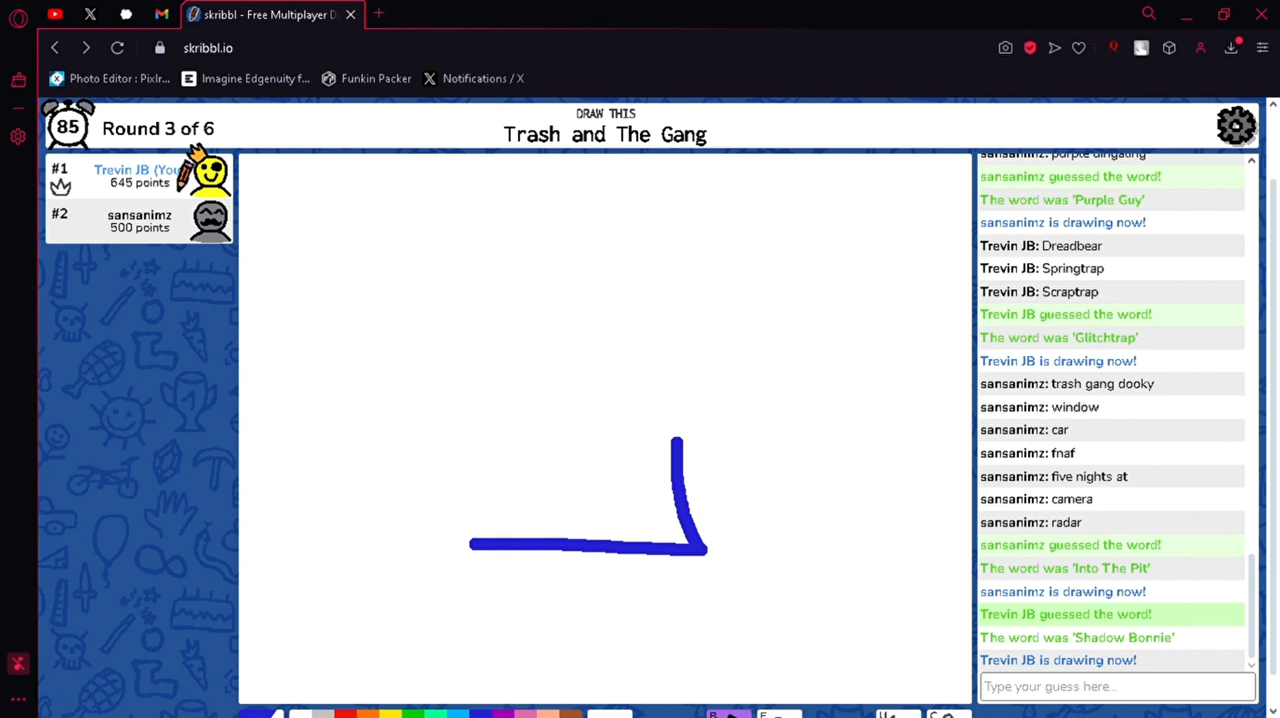 skribbl - Free Multiplayer D
skribbl.io
Photo Editor : Pixlr...
Imagine Edgenuity f...
Funkin Packer
Notifications / X
85
Round 3 of 6
DRAW THIS
Trash and The Gang
#1
Trevin JB (You
645 points
#2
sansanimz
500 points
sansanimz: purple dingating
sansanimz guessed the word!
The word was 'Purple Guy'
sansanimz is drawing now!
Trevin JB: Dreadbear
Trevin JB: Springtrap
Trevin JB: Scraptrap
Trevin JB guessed the word!
The word was 'Glitchtrap'
Trevin JB is drawing now!
sansanimz: trash gang dooky
sansanimz: window
sansanimz: car
sansanimz: fnaf
sansanimz: five nights at
sansanimz: camera
sansanimz: radar
sansanimz guessed the word!
The word was 'Into The Pit'
sansanimz is drawing now!
Trevin JB guessed the word!
The word was 'Shadow Bonnie'
Trevin JB is drawing now!
Type your guess here...